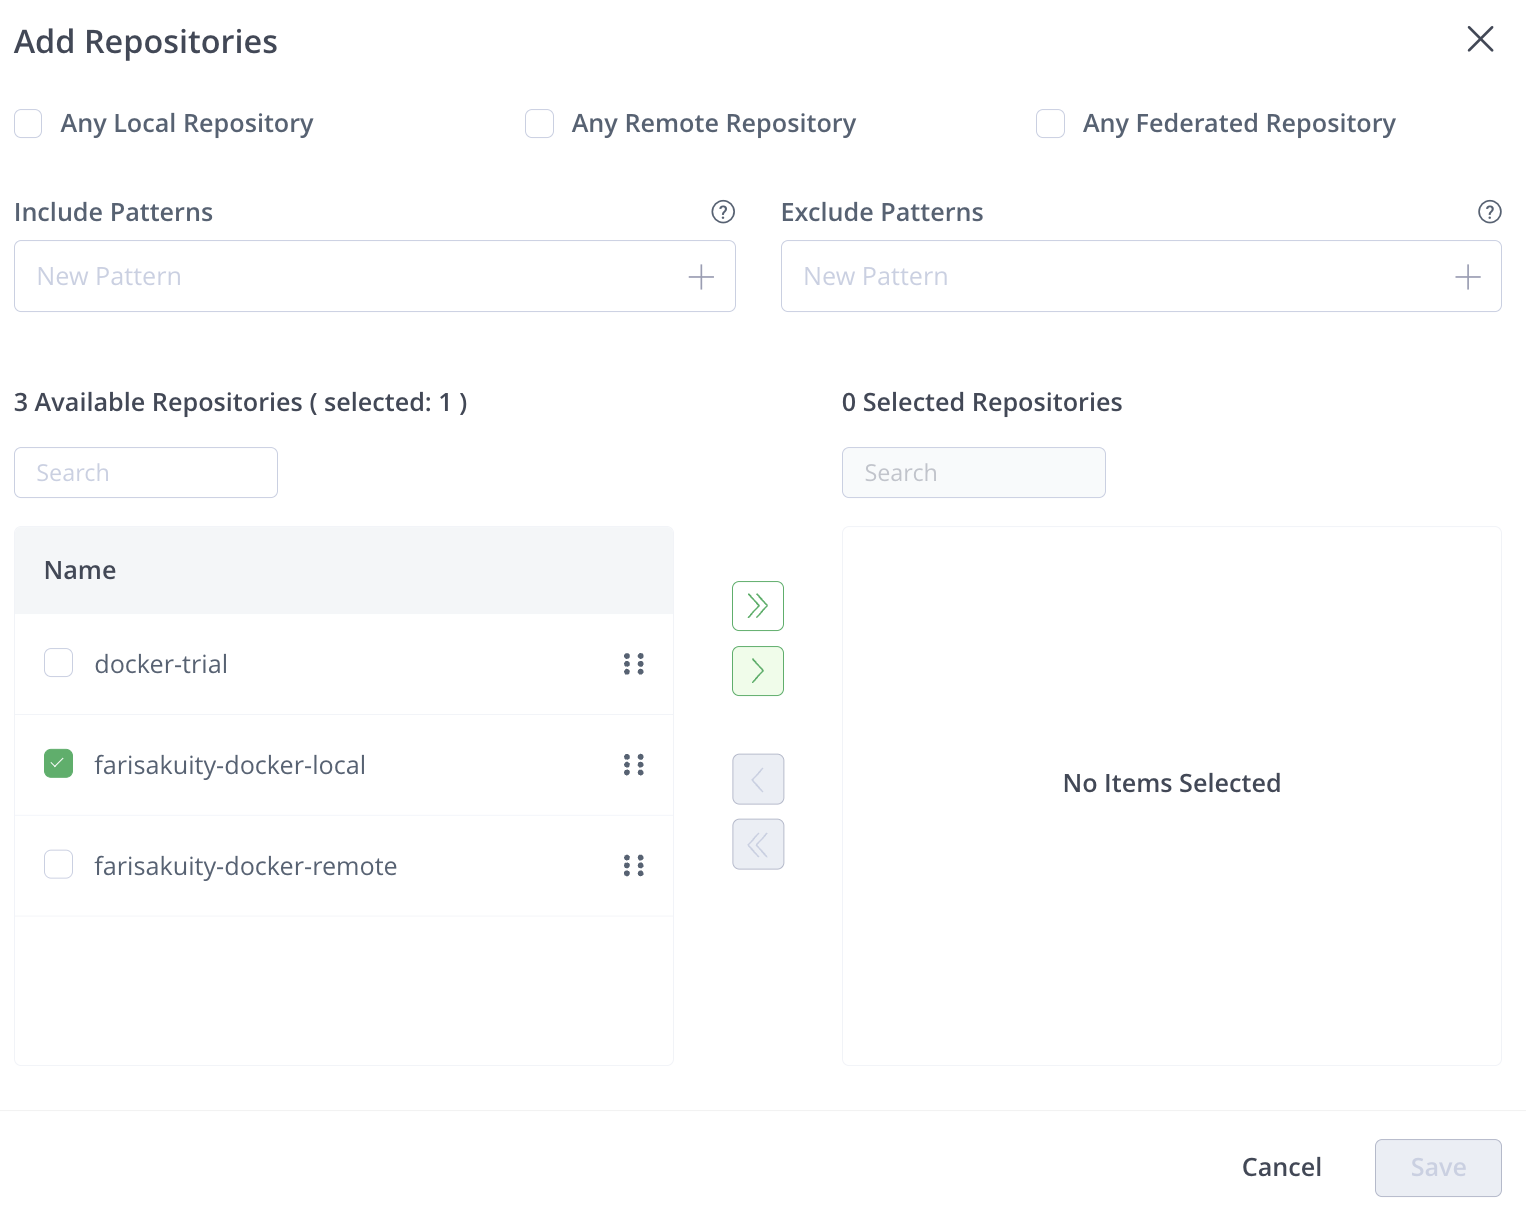 Add Repositories
Any Local Repository
Any Remote Repository
Any Federated Repository
Include Patterns
Exclude Patterns
New Pattern
New Pattern
3 Available Repositories ( selected: 1 )
0 Selected Repositories
Search
Search
Name
docker-trial
farisakuity-docker-local
farisakuity-docker-remote
No Items Selected
Cancel
Save